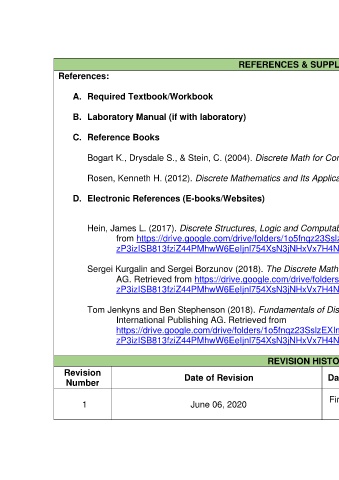 REFERENCES & SUPPL
References:
A. Required Textbook/Workbook
B. Laboratory Manual (if with laboratory)
C. Reference Books
Bogart K., Drysdale S., & Stein, C. (2004). Discrete Math for Co
Rosen, Kenneth H. (2012). Discrete Mathematics and Its Applica
D. Electronic References (E-books/Websites)
Hein, James L. (2017). Discrete Structures, Logic and Computab
from https://drive.google.com/drive/folders/1o5fnqz23Sslz
zP3izISB813fziZ44PMhwW6EeIjnl754XsN3jNHxVx7H4N
Sergei Kurgalin and Sergei Borzunov (2018). The Discrete Math
AG. Retrieved from https://drive.google.com/drive/folders
zP3izISB813fziZ44PMhwW6EeIjnl754XsN3jNHxVx7H4N
Tom Jenkyns and Ben Stephenson (2018). Fundamentals of Dis
International Publishing AG. Retrieved from
https://drive.google.com/drive/folders/1o5fnqz23SslzEXIm
zP3izISB813fziZ44PMhwW6EeIjnl754XsN3jNHxVx7H4N
REVISION HISTO
Revision Number
Date of Revision
Da
1
June 06, 2020
Fir